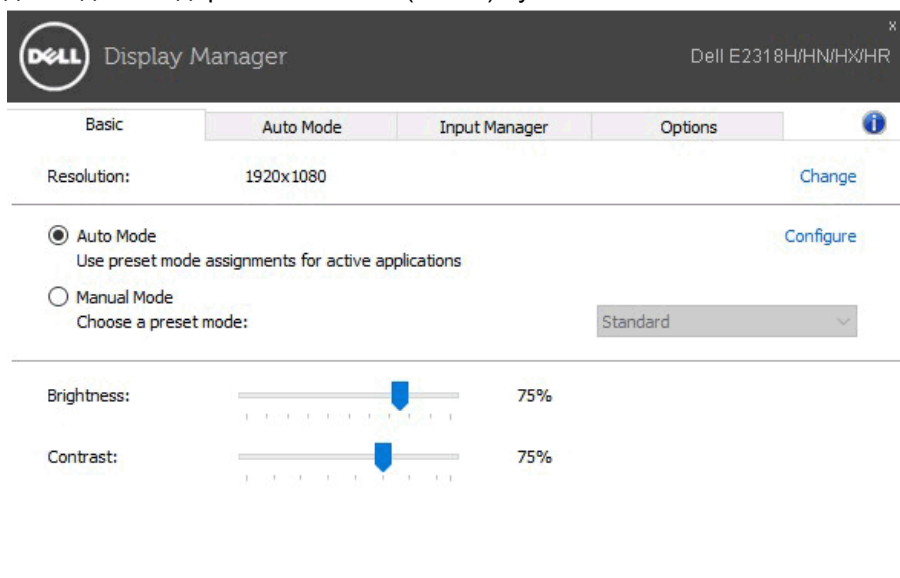 DELL Display Manager
x
Dell E2318H/HN/HX/HR
Basic Auto Mode Input Manager Options
Resolution: 1920x1080 Change
Auto Mode Configure
Use preset mode assignments for active applications
Manual Mode
Choose a preset mode: Standard
Brightness: 75%
Contrast: 75%